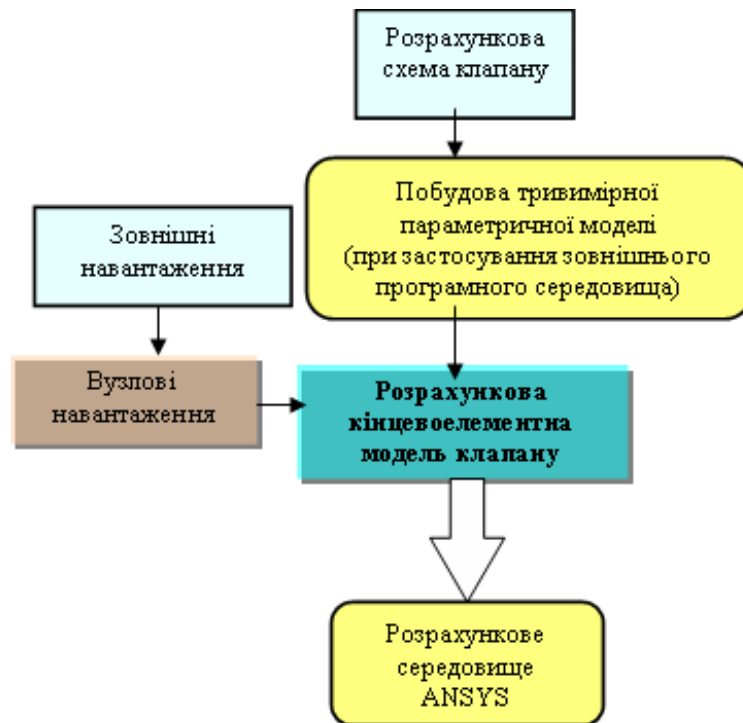 Розрахункова
схема клапану
Побудова тривимірної
параметричної моделі
(при застосування зовнішнього
програмного середовища)
Зовнішні
навантаження
Вузлові
навантаження
Розрахункова
кінцевоелементна
модель клапану
Розрахункове
середовище
ANSYS